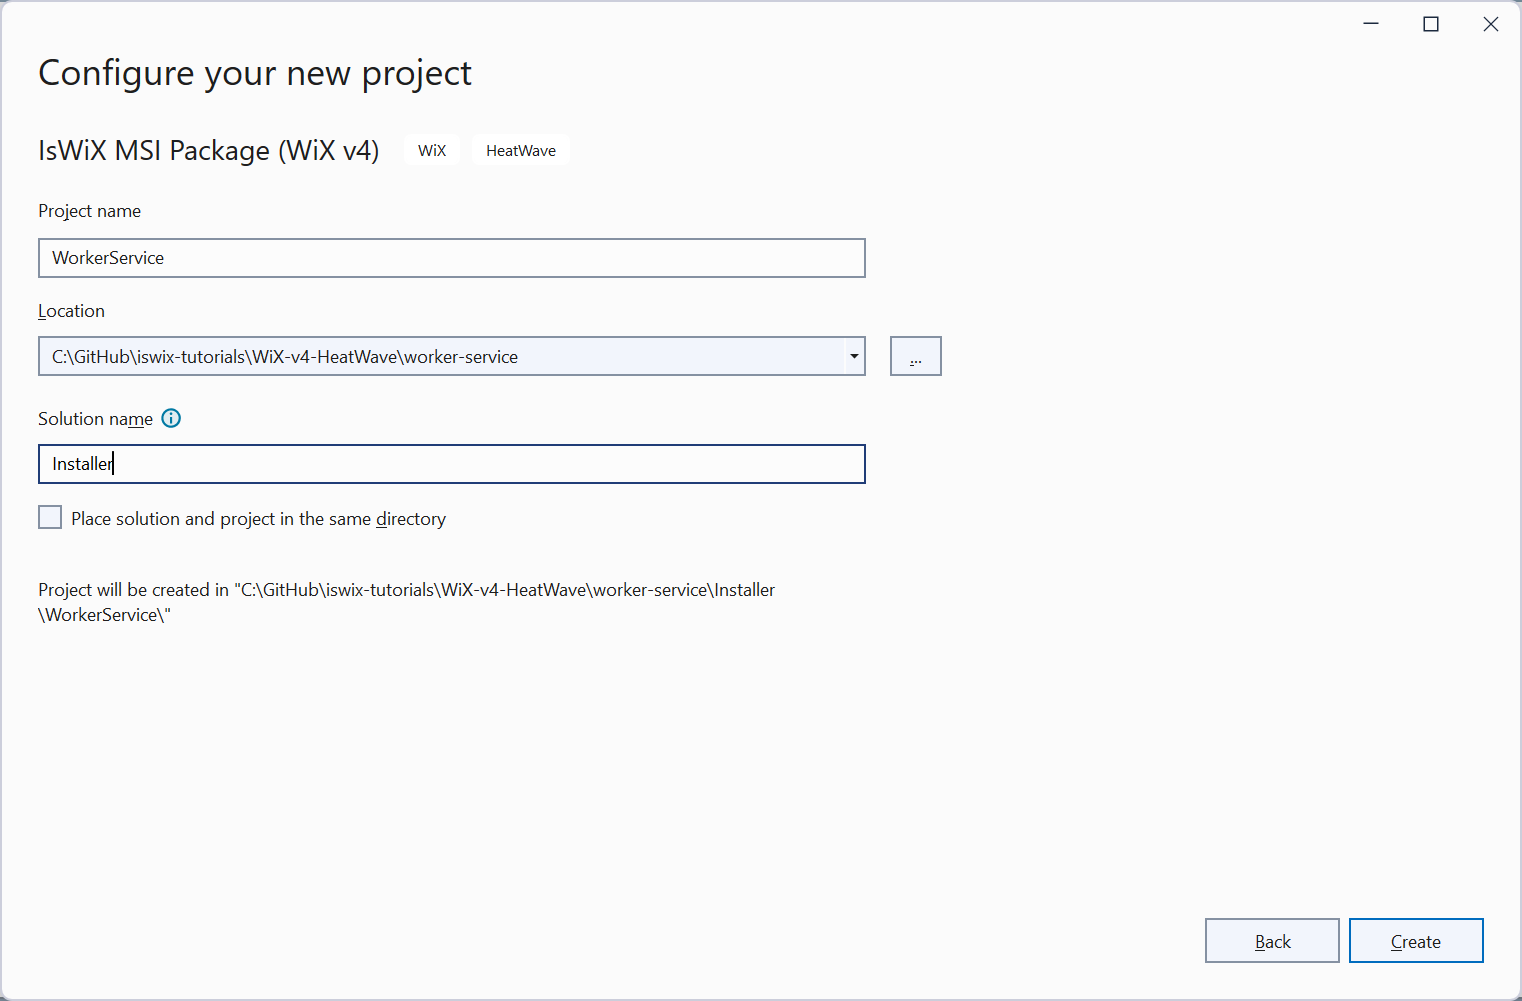 Configure your new project
IsWiX MSI Package (WiX v4) WiX HeatWave
Project name
WorkerService
Location
C:\GitHub\iswix-tutorials\WiX-v4-HeatWave\worker-service ...
Solution name
Installer
Place solution and project in the same directory
Project will be created in "C:\GitHub\iswix-tutorials\WiX-v4-HeatWave\worker-service\Installer
\WorkerService\"
Back Create